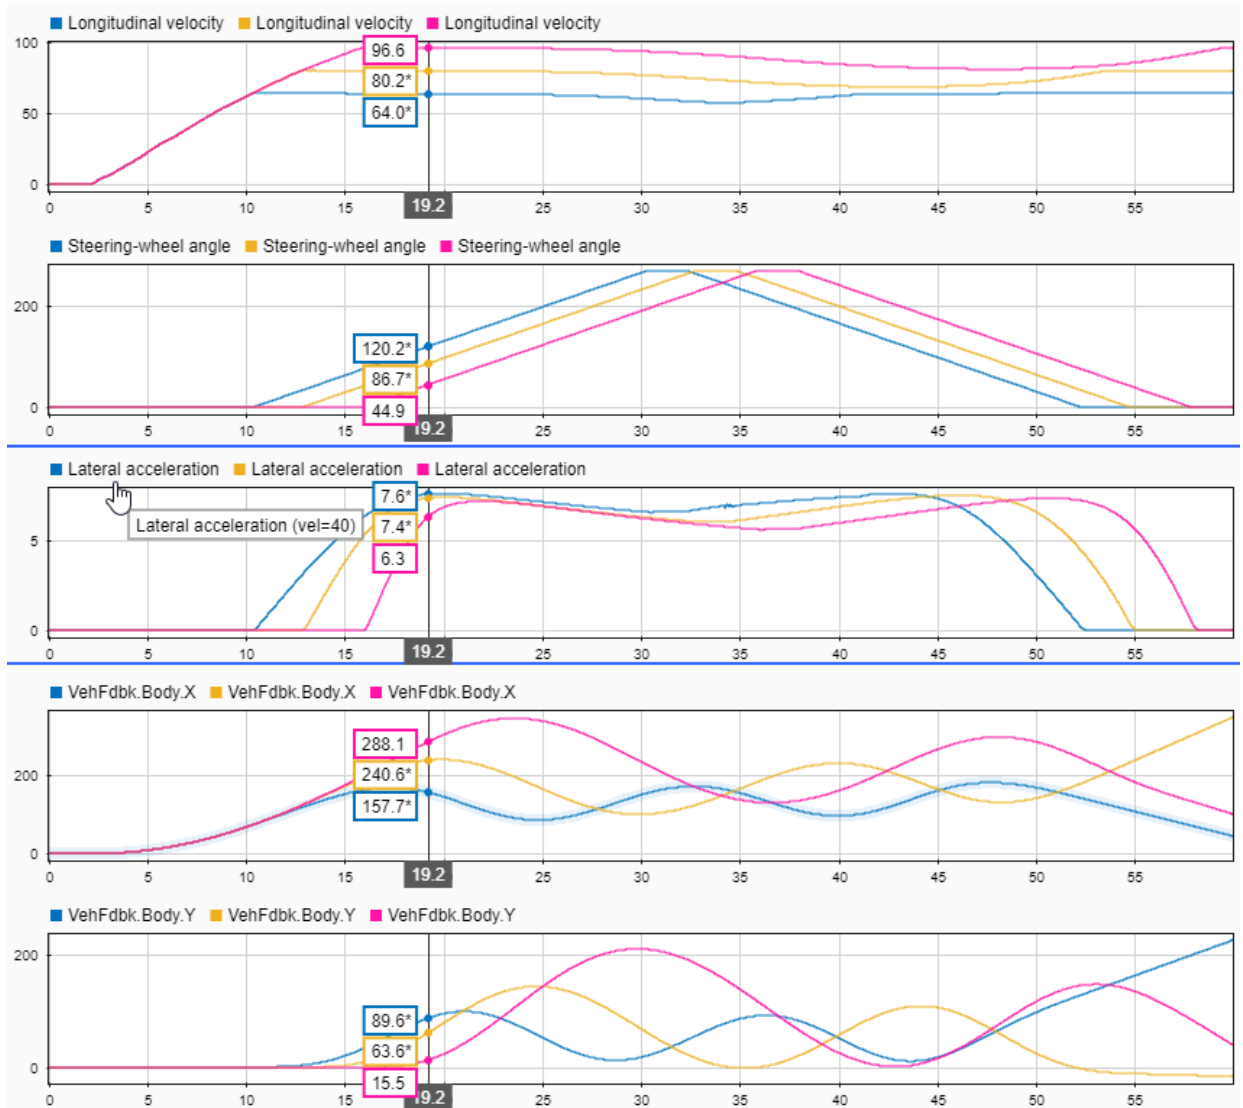 Longitudinal velocity Longitudinal velocity Longitudinal velocity
100
96.6
80.2*
50
64.0*
0
0 5 10 15 19.2 25 30 35 40 45 50 55
Steering-wheel angle Steering-wheel angle Steering-wheel angle
200
120.2*
86.7*
0
44.9
0 5 10 15 19.2 25 30 35 40 45 50 55
Lateral acceleration Lateral acceleration Lateral acceleration
7.6*
Lateral acceleration (vel=40)
7.4*
5
6.3
0
0 5 10 15 19.2 25 30 35 40 45 50 55
VehFdbk.Body.X VehFdbk.Body.X VehFdbk.Body.X
288.1
200
240.6*
157.7*
0
0 5 10 15 19.2 25 30 35 40 45 50 55
VehFdbk.Body.Y VehFdbk.Body.Y VehFdbk.Body.Y
200
89.6*
63.6*
0
15.5
0 5 10 15 19.2 25 30 35 40 45 50 55